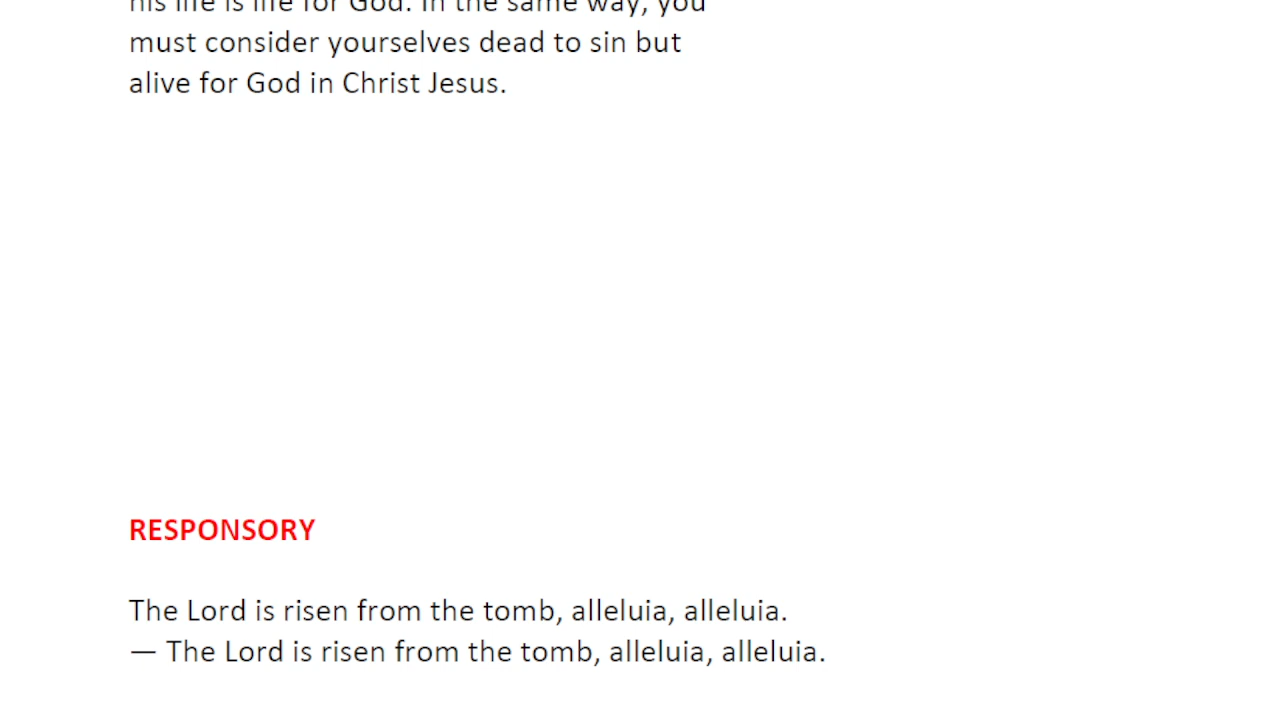 his life is life for God. In the same way, you
must consider yourselves dead to sin but
alive for God in Christ Jesus.
RESPONSORY
The Lord is risen from the tomb, alleluia, alleluia.
— The Lord is risen from the tomb, alleluia, alleluia.